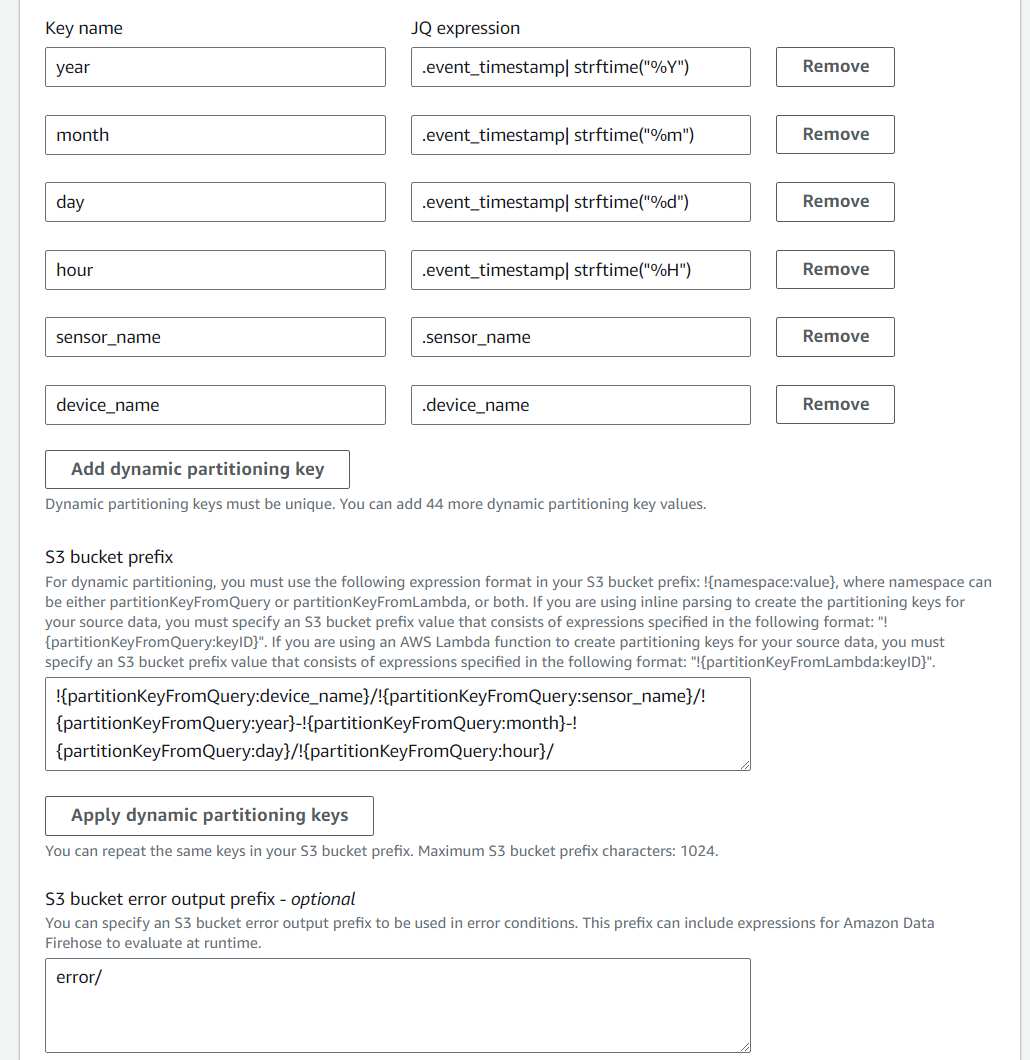 Key name JQ expression
year .event_timestamp| strftime("%Y") Remove
month .event_timestamp| strftime("%m") Remove
day .event_timestamp| strftime("%d") Remove
hour .event_timestamp| strftime("%H") Remove
sensor_name .sensor_name Remove
device_name .device_name Remove
Add dynamic partitioning key
Dynamic partitioning keys must be unique. You can add 44 more dynamic partitioning key values.
S3 bucket prefix
For dynamic partitioning, you must use the following expression format in your S3 bucket prefix: !{namespace:value}, where namespace can
be either partitionKeyFromQuery or partitionKeyFromLambda, or both. If you are using inline parsing to create the partitioning keys for
your source data, you must specify an S3 bucket prefix value that consists of expressions specified in the following format: "!
{partitionKeyFromQuery:keyID}". If you are using an AWS Lambda function to create partitioning keys for your source data, you must
specify an S3 bucket prefix value that consists of expressions specified in the following format: "!{partitionKeyFromLambda:keyID}".
!{partitionKeyFromQuery:device_name}/!{partitionKeyFromQuery:sensor_name}/!
{partitionKeyFromQuery:year}-!{partitionKeyFromQuery:month}-!
{partitionKeyFromQuery:day}/!{partitionKeyFromQuery:hour}/
Apply dynamic partitioning keys
You can repeat the same keys in your S3 bucket prefix. Maximum S3 bucket prefix characters: 1024.
S3 bucket error output prefix - optional
You can specify an S3 bucket error output prefix to be used in error conditions. This prefix can include expressions for Amazon Data
Firehose to evaluate at runtime.
error/